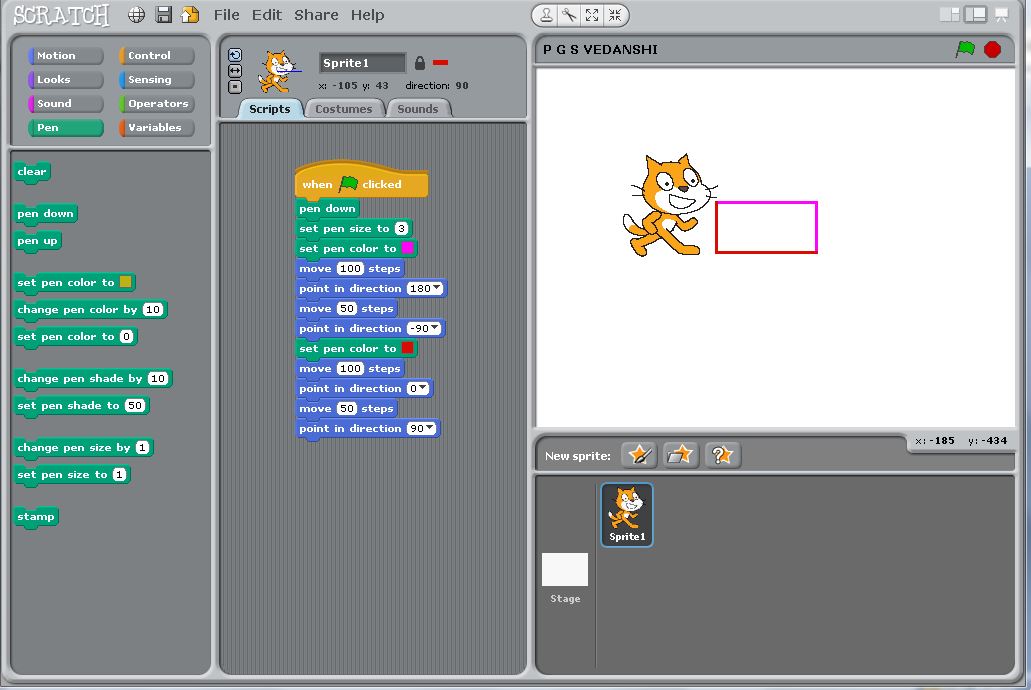 SCRATCH File Edit Share Help
Motion Control
Looks Sensing
Sound Operators
Pen Variables
clear
pen down
pen up
set pen color to
change pen color by 10
set pen color to 0
change pen shade by 10
set pen shade to 50
change pen size by 1
set pen size to 1
stamp
Sprite1
x: -105 y: 43 direction: 90
Scripts Costumes Sounds
when clicked
pen down
set pen size to 3
set pen color to
move 100 steps
point in direction 180
move 50 steps
point in direction -90
set pen color to
move 100 steps
point in direction 0
move 50 steps
point in direction 90
P G S VEDANSHI
x: -185 y: -434
New sprite:
Sprite1
Stage